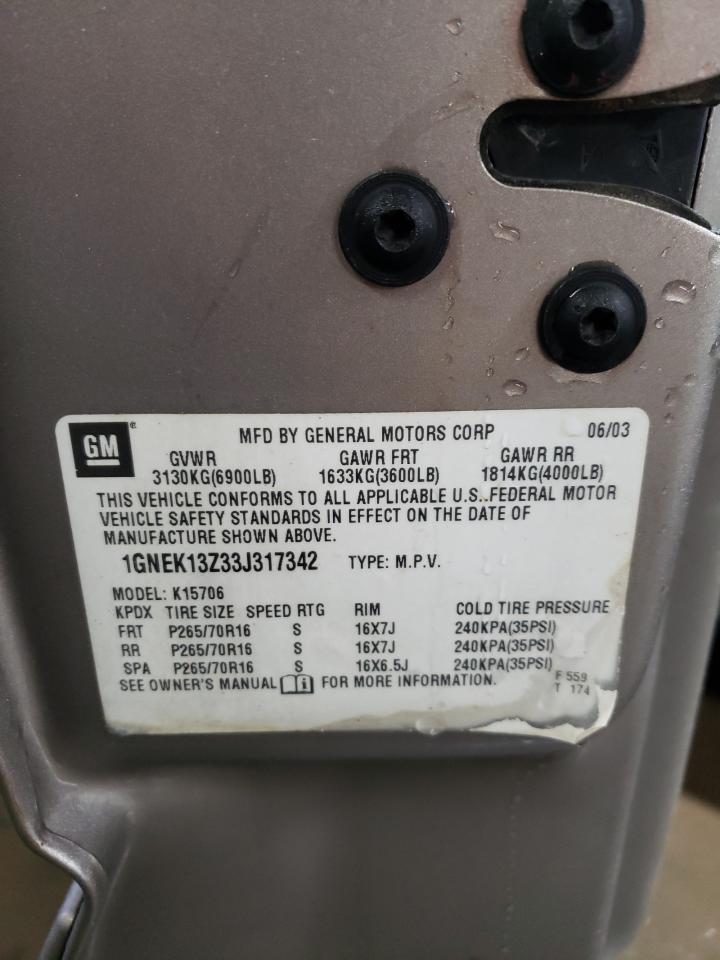 GM ® MFD BY GENERAL MOTORS CORP 06/03
GVWR GAWR FRT GAWR RR
3130KG(6900LB) 1633KG(3600LB) 1814KG(4000LB)
THIS VEHICLE CONFORMS TO ALL APPLICABLE U.S. FEDERAL MOTOR
VEHICLE SAFETY STANDARDS IN EFFECT ON THE DATE OF
MANUFACTURE SHOWN ABOVE.
1GNEK13Z33J317342 TYPE: M.P.V.
MODEL: K15706
KPDX TIRE SIZE SPEED RTG RIM COLD TIRE PRESSURE
FRT P265/70R16 S 16X7J 240KPA(35PSI)
RR P265/70R16 S 16X7J 240KPA(35PSI)
SPA P265/70R16 S 16X6.5J 240KPA(35PSI)
SEE OWNER'S MANUAL FOR MORE INFORMATION.
F 559
T 174